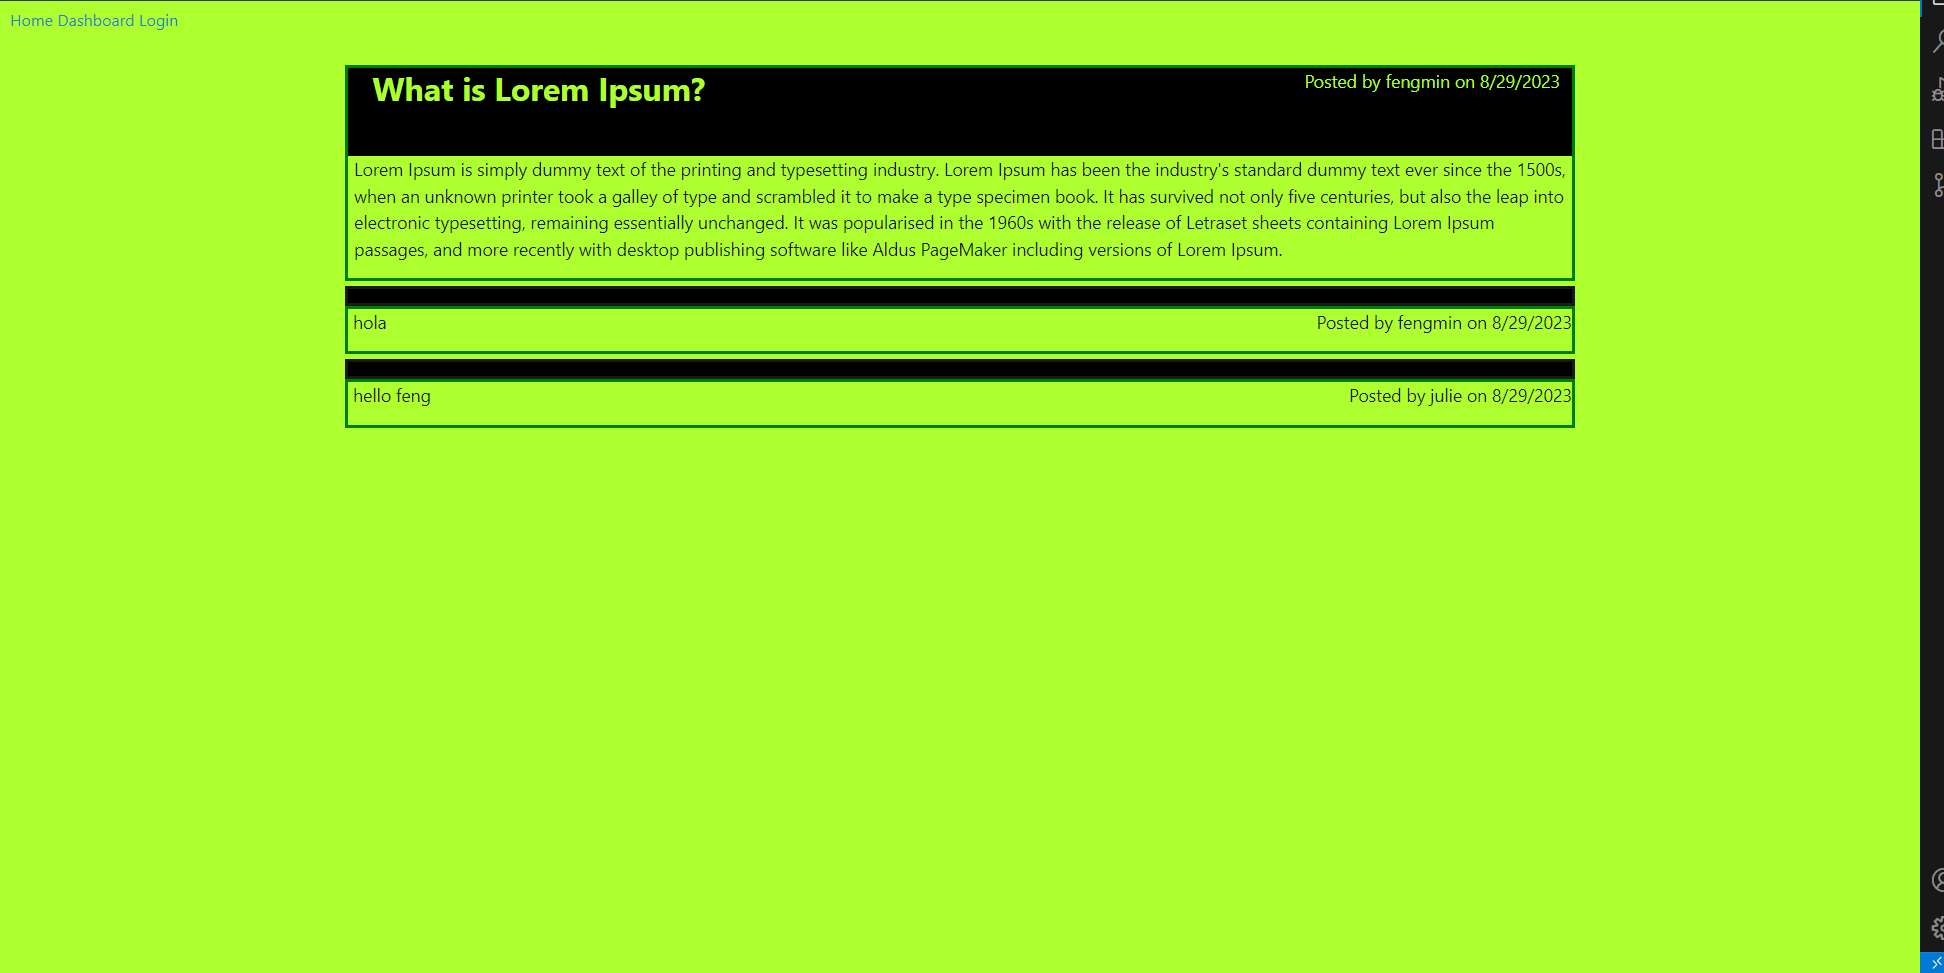 Home Dashboard Login
What is Lorem Ipsum?
Posted by fengmin on 8/29/2023
Lorem Ipsum is simply dummy text of the printing and typesetting industry. Lorem Ipsum has been the industry's standard dummy text ever since the 1500s,
when an unknown printer took a galley of type and scrambled it to make a type specimen book. It has survived not only five centuries, but also the leap into
electronic typesetting, remaining essentially unchanged. It was popularised in the 1960s with the release of Letraset sheets containing Lorem Ipsum
passages, and more recently with desktop publishing software like Aldus PageMaker including versions of Lorem Ipsum.
hola
Posted by fengmin on 8/29/2023
hello feng
Posted by julie on 8/29/2023